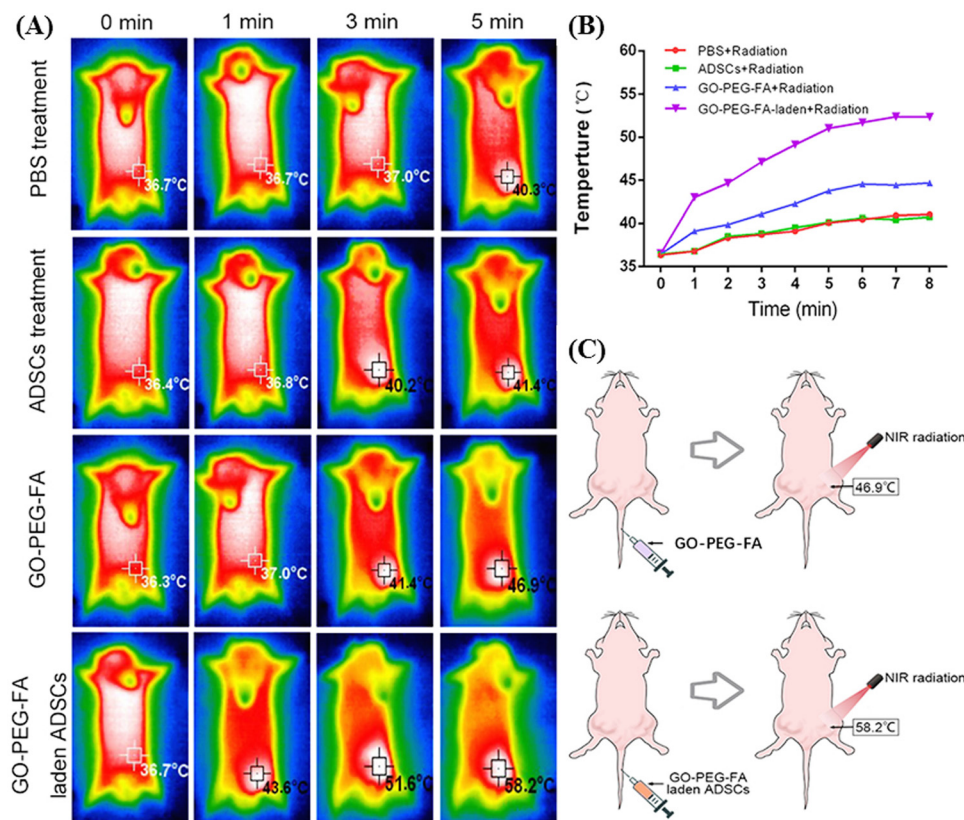 (A)
0 min
1 min
3 min
5 min
PBS treatment
36.7°C
36.7°C
37.0°C
40.3°C
ADSCs treatment
36.4°C
36.8°C
40.2°C
41.4°C
GO-PEG-FA
36.3°C
37.0°C
41.4°C
46.9°C
GO-PEG-FA
laden ADSCs
36.7°C
43.6°C
51.6°C
58.2°C
(B)
PBS+Radiation
ADSCs+Radiation
GO-PEG-FA+Radiation
GO-PEG-FA-laden+Radiation
Temperture (℃)
60
55
50
45
40
35
0 1 2 3 4 5 6 7 8
Time (min)
(C)
NIR radiation
46.9℃
GO-PEG-FA
NIR radiation
58.2℃
GO-PEG-FA
laden ADSCs